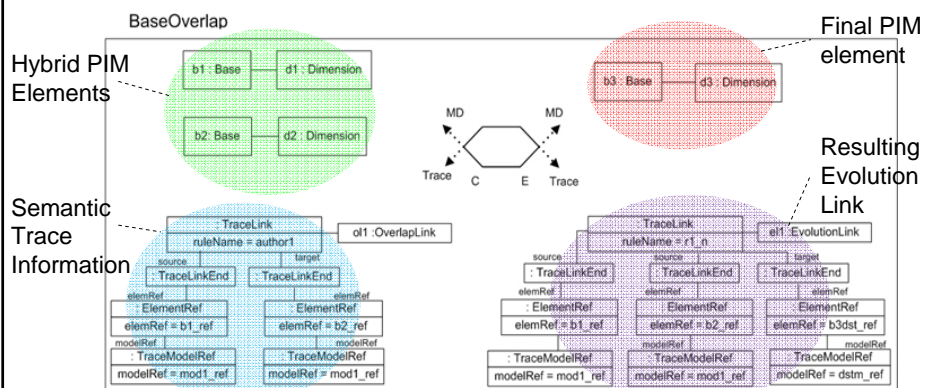 BaseOverlap
Hybrid PIM
Elements
b1 : Base
d1 : Dimension
b2: Base
d2 : Dimension
Final PIM
element
b3 : Base
d3 : Dimension
MD
MD
Trace
C
E
Trace
Semantic
Trace
Information
: TraceLink
ruleName = author1
ol1 :OverlapLink
source
target
: TraceLinkEnd
: TraceLinkEnd
elemRef
elemRef
: ElementRef
elemRef = b1_ref
: ElementRef
elemRef = b2_ref
modelRef
modelRef
: TraceModelRef
modelRef = mod1_ref
: TraceModelRef
modelRef = mod1_ref
Resulting
Evolution
Link
: TraceLink
ruleName = r1_n
el1 :EvolutionLink
source
source
target
: TraceLinkEnd
: TraceLinkEnd
: TraceLinkEnd
elemRef
elemRef
elemRef
: ElementRef
elemRef = b1_ref
ElementRef
elemRef = b2_ref
: ElementRef
elemRef = b3dst_ref
modelRef
modelRef
modelRef
: TraceModelRef
modelRef = mod1_ref
: TraceModelRef
modelRef = mod1_ref
: TraceModelRef
modelRef = dstm_ref